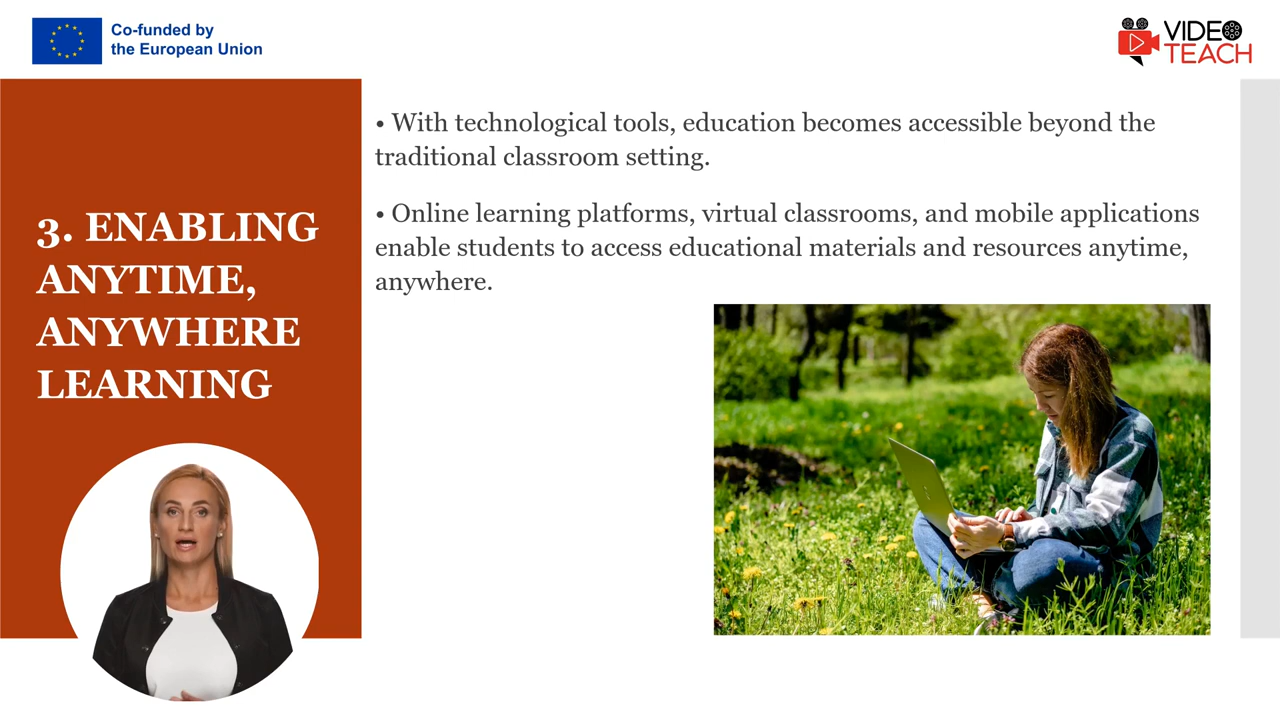 Co-funded by
the European Union
VIDEO
TEACH
3. ENABLING
ANYTIME,
ANYWHERE
LEARNING
• With technological tools, education becomes accessible beyond the
traditional classroom setting.
• Online learning platforms, virtual classrooms, and mobile applications
enable students to access educational materials and resources anytime,
anywhere.